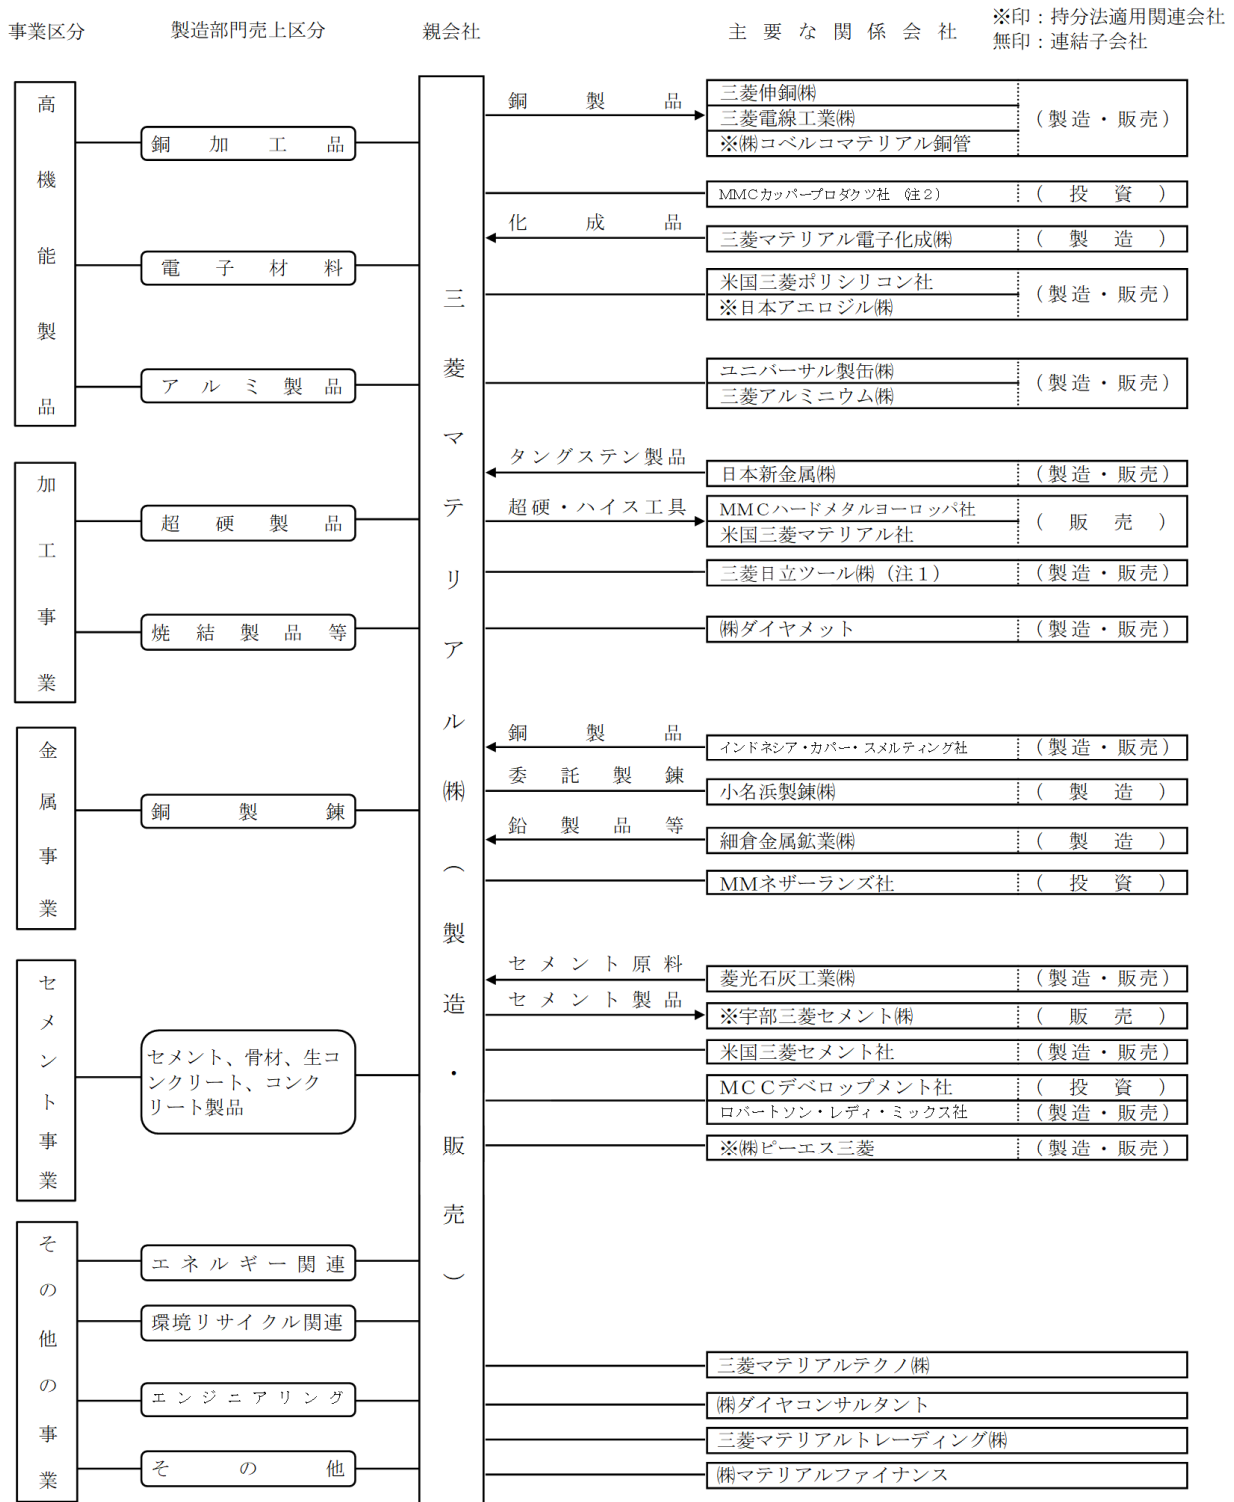 事業区分 製造部門売上区分 親会社 主要な関係会社 ※印：持分法適用関連会社
無印：連結子会社
高機能製品
銅加工品
電子材料
アルミ製品
加工事業
超硬製品
焼結製品等
金属事業
銅製錬
セメント事業
セメント、骨材、生コ
ンクリート、コンク
リート製品
その他の事業
エネルギー関連
環境リサイクル関連
エンジニアリング
その他
三菱マテリアル㈱（製造・販売）
銅製品
三菱伸銅㈱
三菱電線工業㈱ （製造・販売）
※㈱コベルコマテリアル銅管
MMCカッパープロダクツ社 (注２) （投資）
化成品
三菱マテリアル電子化成㈱ （製造）
米国三菱ポリシリコン社
※日本アエロジル㈱ （製造・販売）
ユニバーサル製缶㈱
三菱アルミニウム㈱ （製造・販売）
タングステン製品
日本新金属㈱ （製造・販売）
超硬・ハイス工具
ＭＭＣハードメタルヨーロッパ社
米国三菱マテリアル社 （販売）
三菱日立ツール㈱（注１） （製造・販売）
㈱ダイヤメット （製造・販売）
銅製品
インドネシア・カパー・スメルティング社 （製造・販売）
委託製錬
小名浜製錬㈱ （製造）
鉛製品等
細倉金属鉱業㈱ （製造）
ＭＭネザーランズ社 （投資）
セメント原料
菱光石灰工業㈱ （製造・販売）
セメント製品
※宇部三菱セメント㈱ （販売）
米国三菱セメント社 （製造・販売）
ＭＣＣデベロップメント社 （投資）
ロバートソン・レディ・ミックス社 （製造・販売）
※㈱ピーエス三菱 （製造・販売）
三菱マテリアルテクノ㈱
㈱ダイヤコンサルタント
三菱マテリアルトレーディング㈱
㈱マテリアルファイナンス